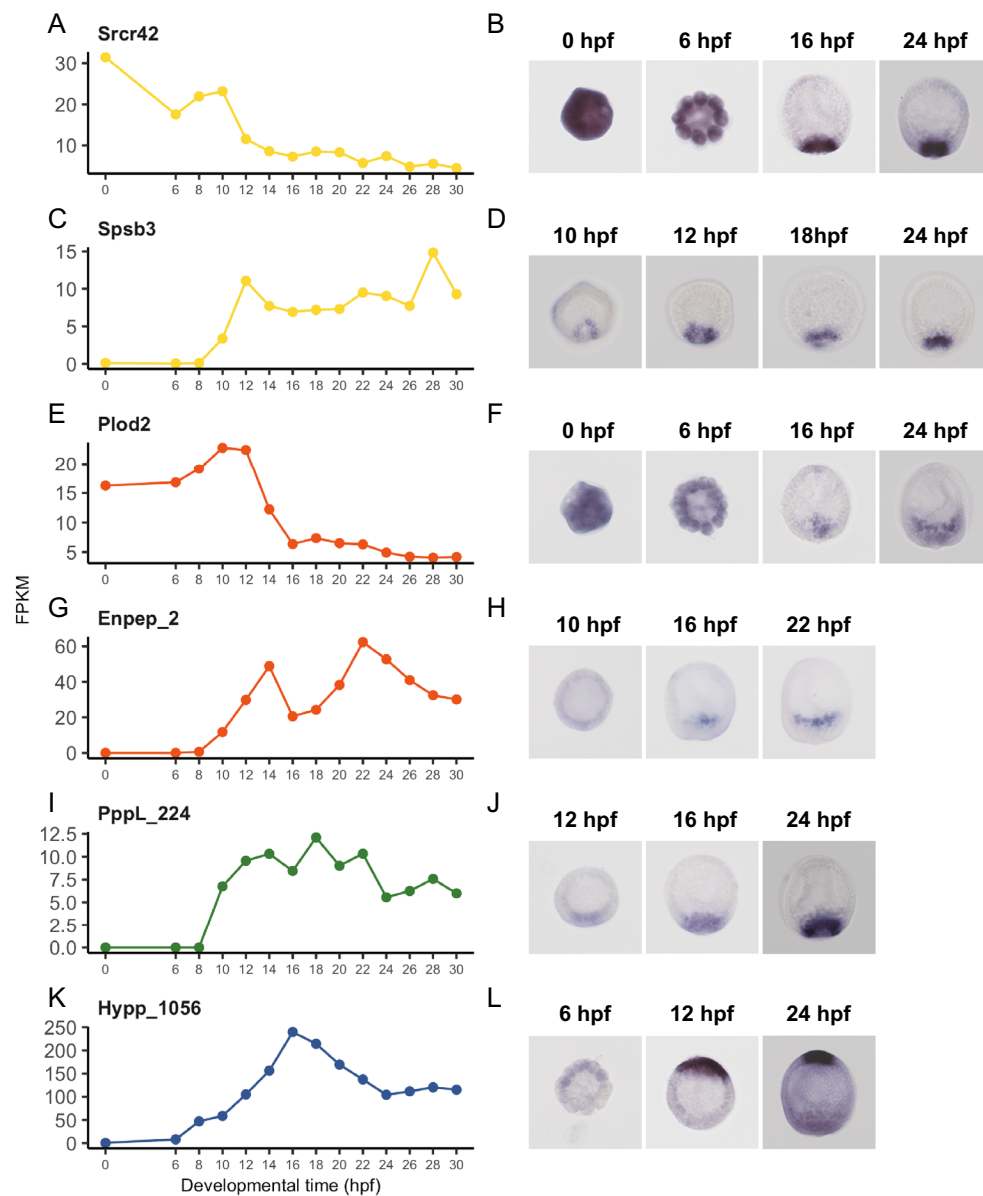 A
Srcr42
30
20
10
0 6 8 10 12 14 16 18 20 22 24 26 28 30
B
0 hpf 6 hpf 16 hpf 24 hpf
C
Spsb3
15
10
5
0
0 6 8 10 12 14 16 18 20 22 24 26 28 30
D
10 hpf 12 hpf 18hpf 24 hpf
E
Plod2
20
15
10
5
0 6 8 10 12 14 16 18 20 22 24 26 28 30
F
0 hpf 6 hpf 16 hpf 24 hpf
FPKM
G
Enpep_2
60
40
20
0
0 6 8 10 12 14 16 18 20 22 24 26 28 30
H
10 hpf 16 hpf 22 hpf
I
PppL_224
12.5
10.0
7.5
5.0
2.5
0.0
0 6 8 10 12 14 16 18 20 22 24 26 28 30
J
12 hpf 16 hpf 24 hpf
K
Hypp_1056
250
200
150
100
50
0
0 6 8 10 12 14 16 18 20 22 24 26 28 30
Developmental time (hpf)
L
6 hpf 12 hpf 24 hpf